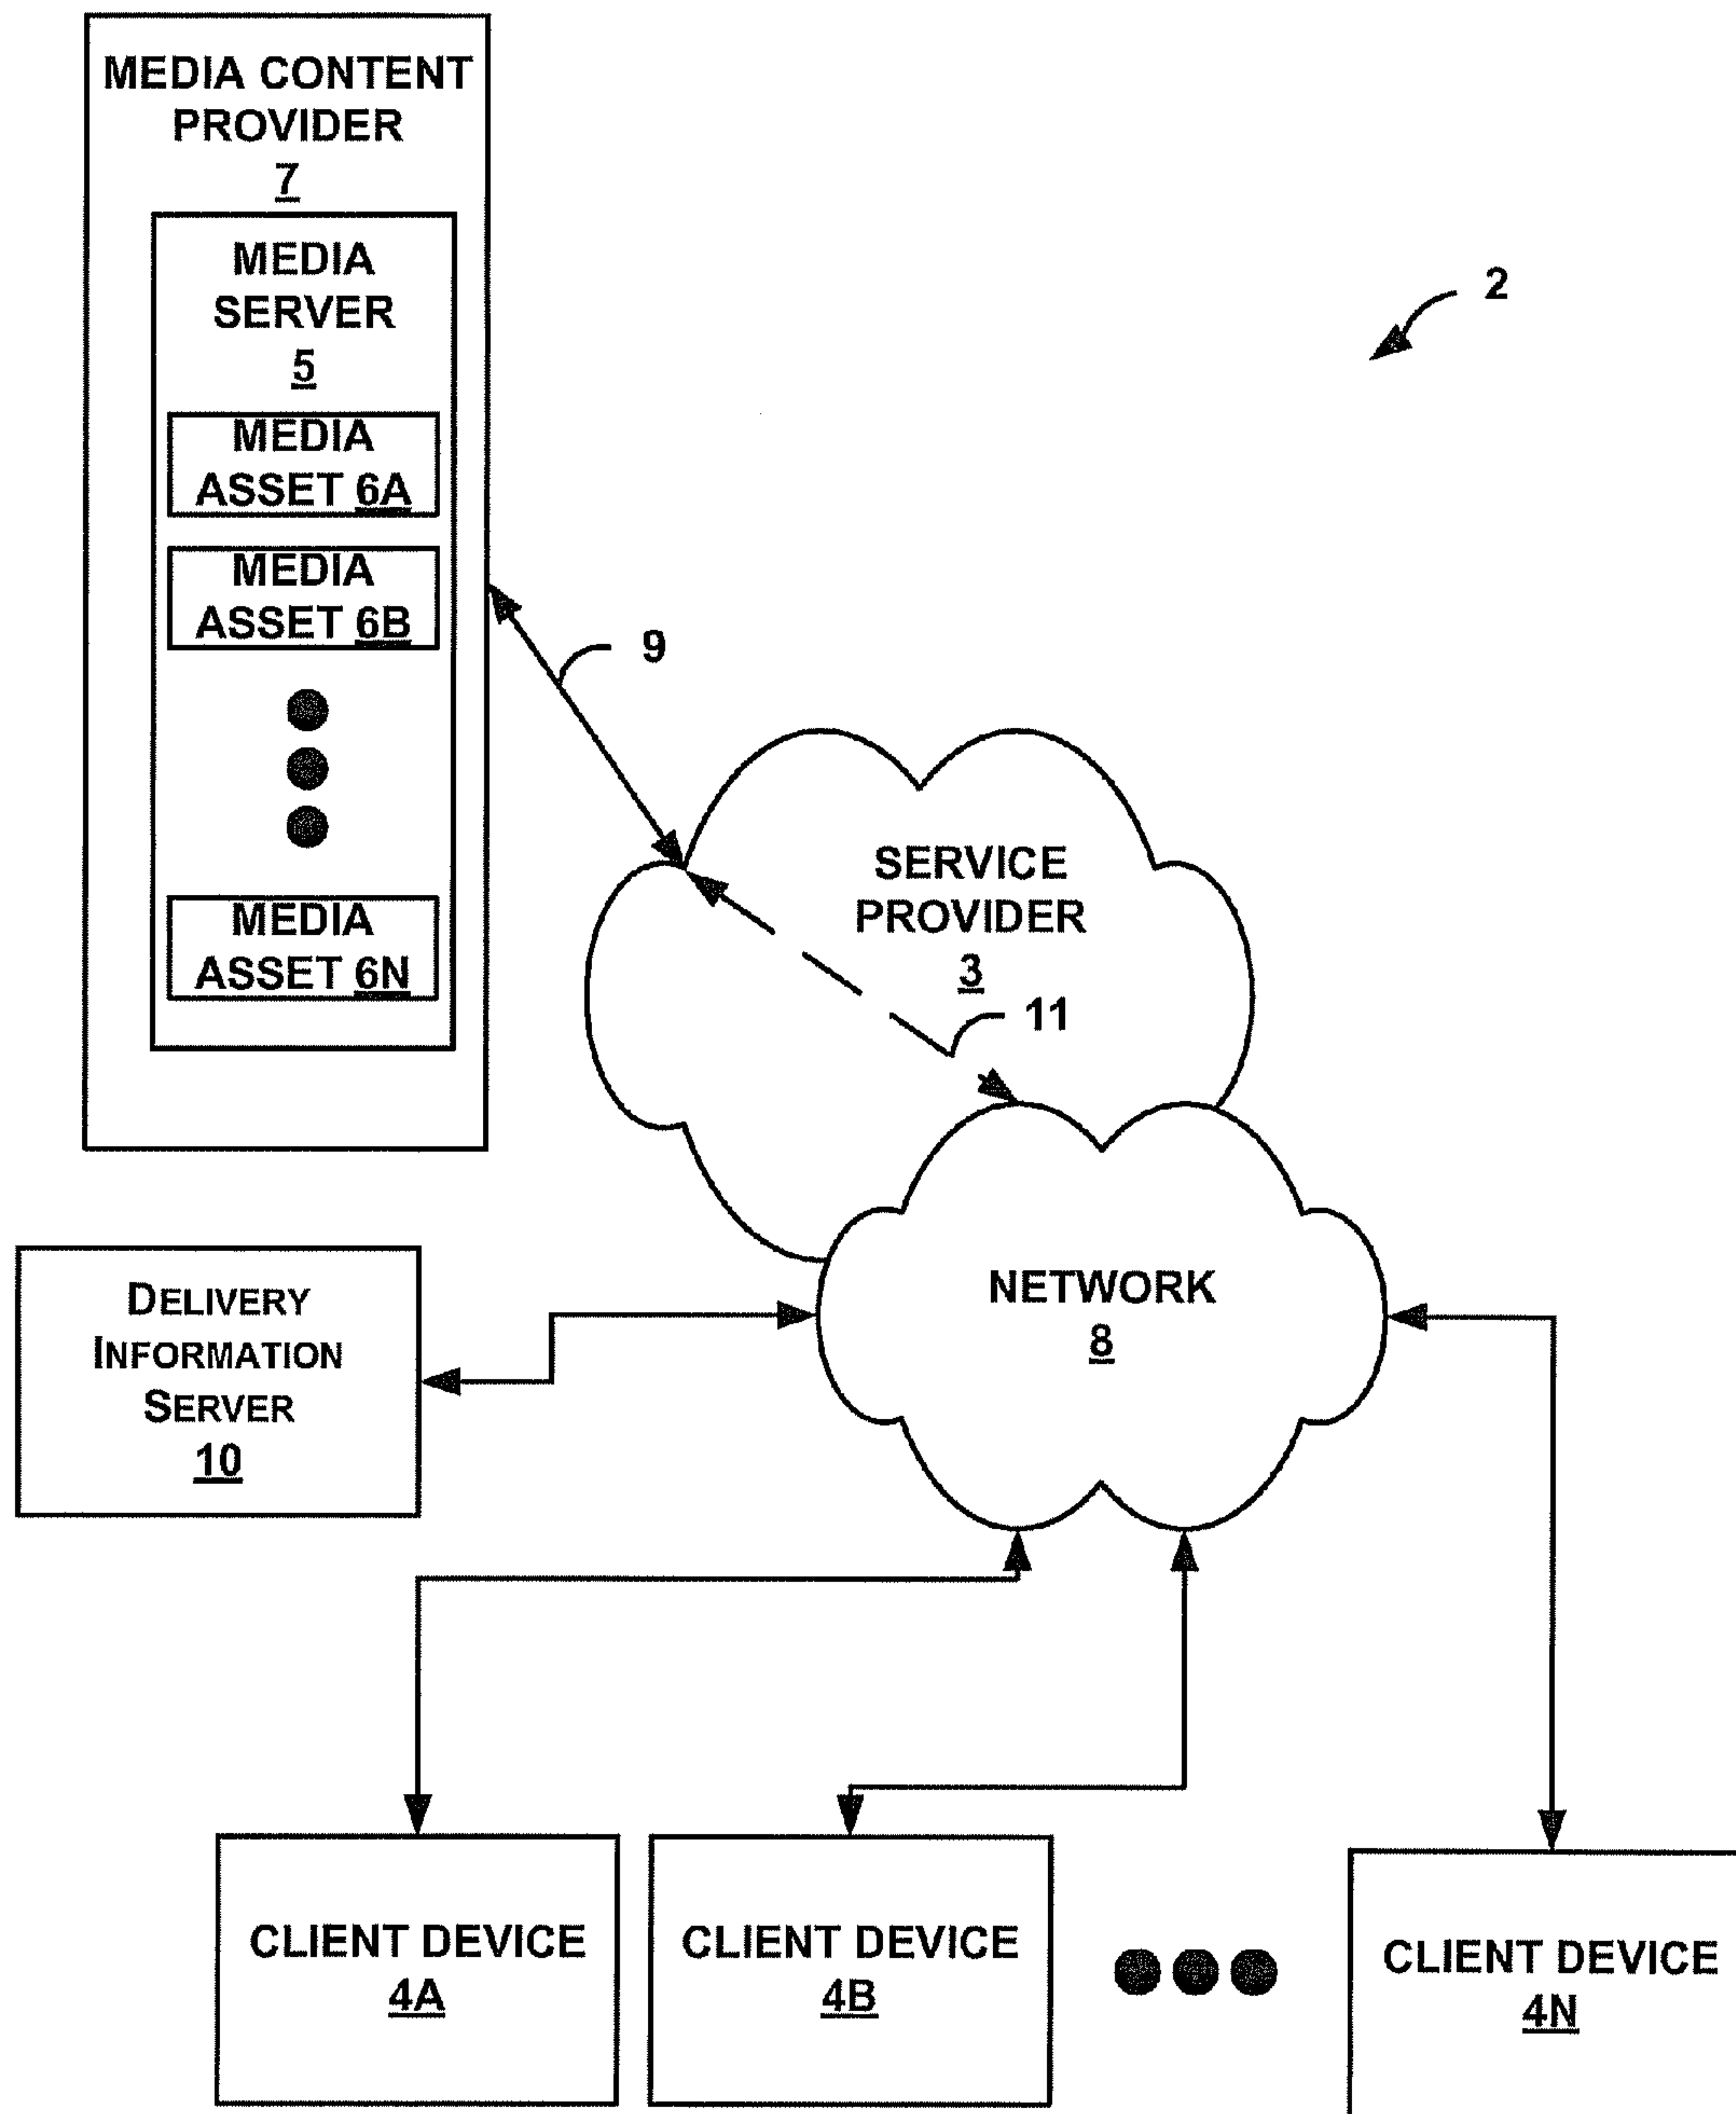 MEDIA CONTENT
PROVIDER
7
MEDIA
SERVER
5
MEDIA
ASSET 6A
MEDIA
ASSET 6B
MEDIA
ASSET 6N
2
9
SERVICE
PROVIDER
3
11
NETWORK
8
DELIVERY
INFORMATION
SERVER
10
CLIENT DEVICE
4A
CLIENT DEVICE
4B
CLIENT DEVICE
4N